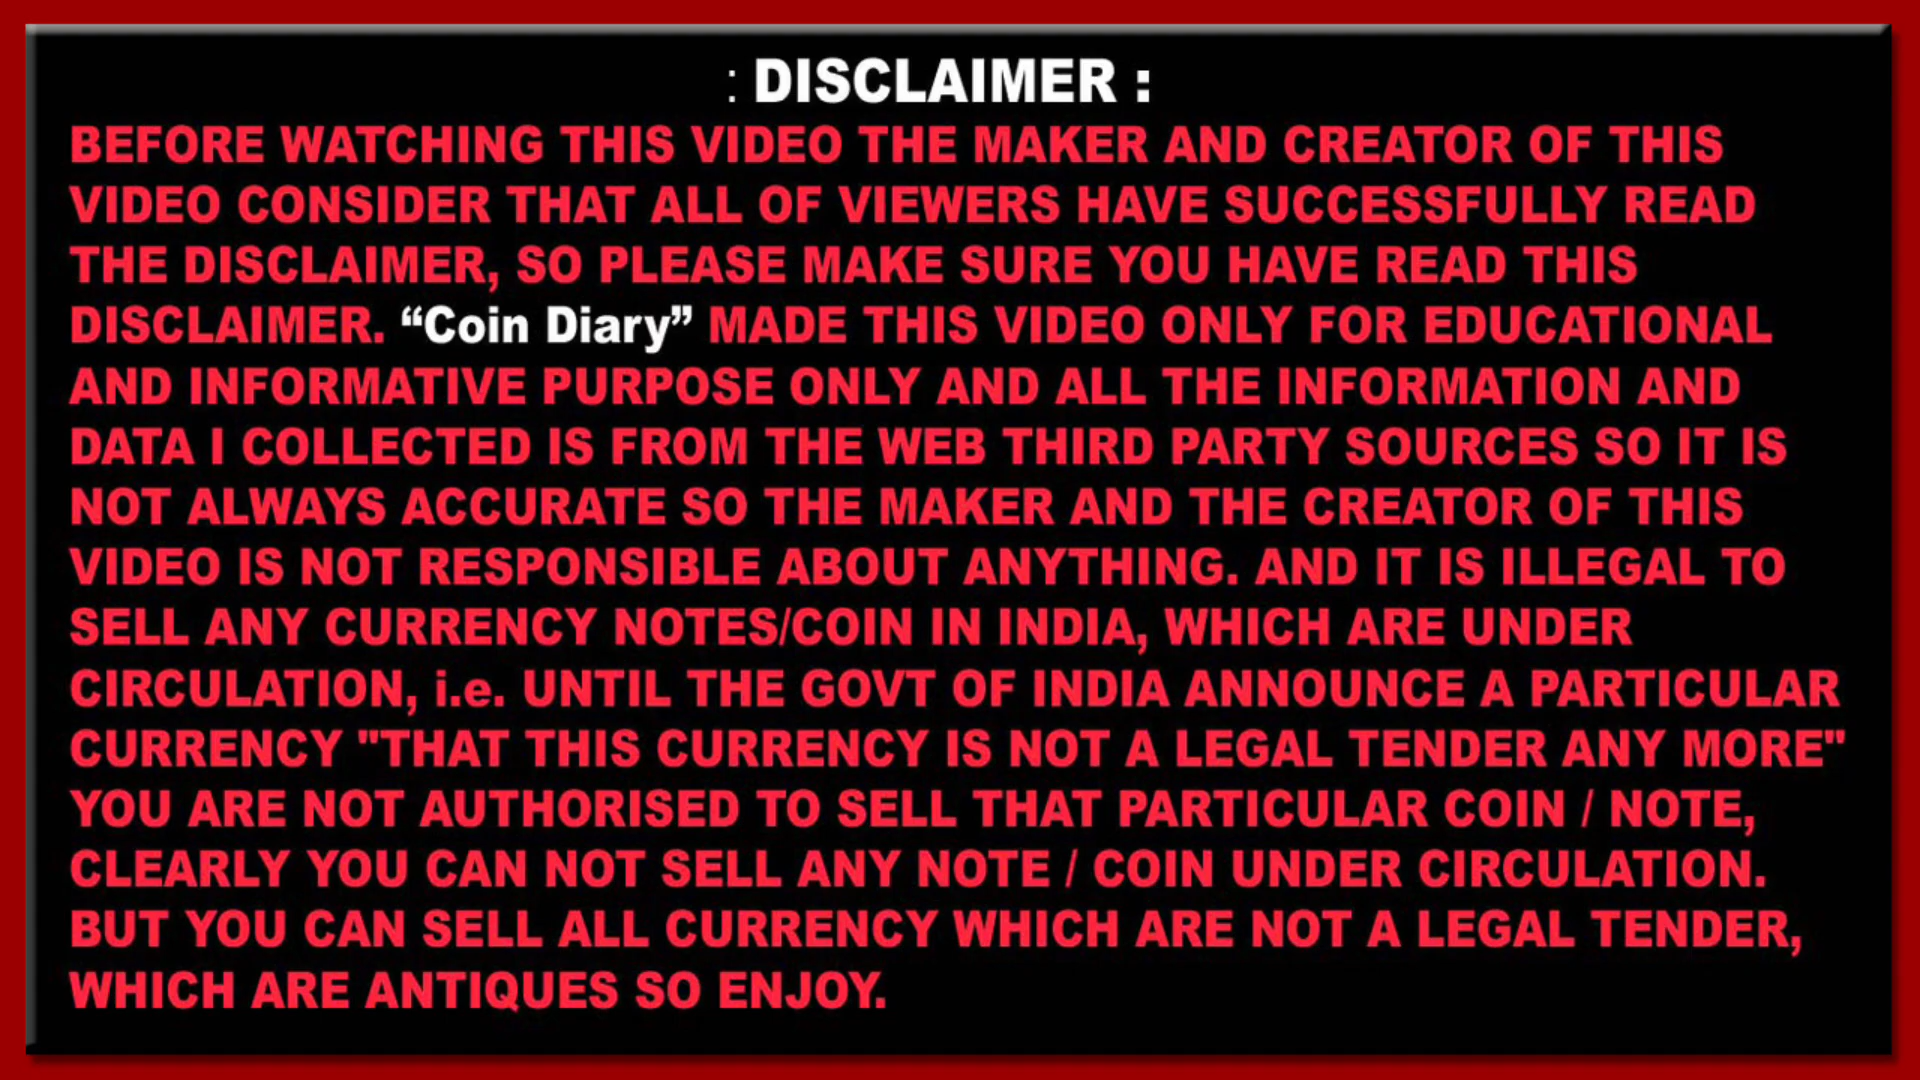 : DISCLAIMER :
BEFORE WATCHING THIS VIDEO THE MAKER AND CREATOR OF THIS
VIDEO CONSIDER THAT ALL OF VIEWERS HAVE SUCCESSFULLY READ
THE DISCLAIMER, SO PLEASE MAKE SURE YOU HAVE READ THIS
DISCLAIMER. “Coin Diary” MADE THIS VIDEO ONLY FOR EDUCATIONAL
AND INFORMATIVE PURPOSE ONLY AND ALL THE INFORMATION AND
DATA I COLLECTED IS FROM THE WEB THIRD PARTY SOURCES SO IT IS
NOT ALWAYS ACCURATE SO THE MAKER AND THE CREATOR OF THIS
VIDEO IS NOT RESPONSIBLE ABOUT ANYTHING. AND IT IS ILLEGAL TO
SELL ANY CURRENCY NOTES/COIN IN INDIA, WHICH ARE UNDER
CIRCULATION, i.e. UNTIL THE GOVT OF INDIA ANNOUNCE A PARTICULAR
CURRENCY "THAT THIS CURRENCY IS NOT A LEGAL TENDER ANY MORE"
YOU ARE NOT AUTHORISED TO SELL THAT PARTICULAR COIN / NOTE,
CLEARLY YOU CAN NOT SELL ANY NOTE / COIN UNDER CIRCULATION.
BUT YOU CAN SELL ALL CURRENCY WHICH ARE NOT A LEGAL TENDER,
WHICH ARE ANTIQUES SO ENJOY.